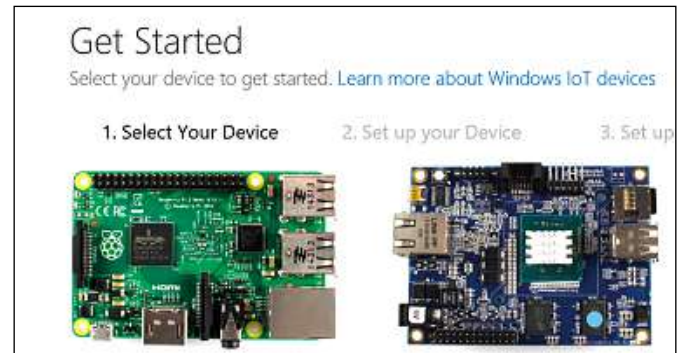 Get Started
Select your device to get started. Learn more about Windows IoT devices
1. Select Your Device 2. Set up your Device 3. Set up
HDMI